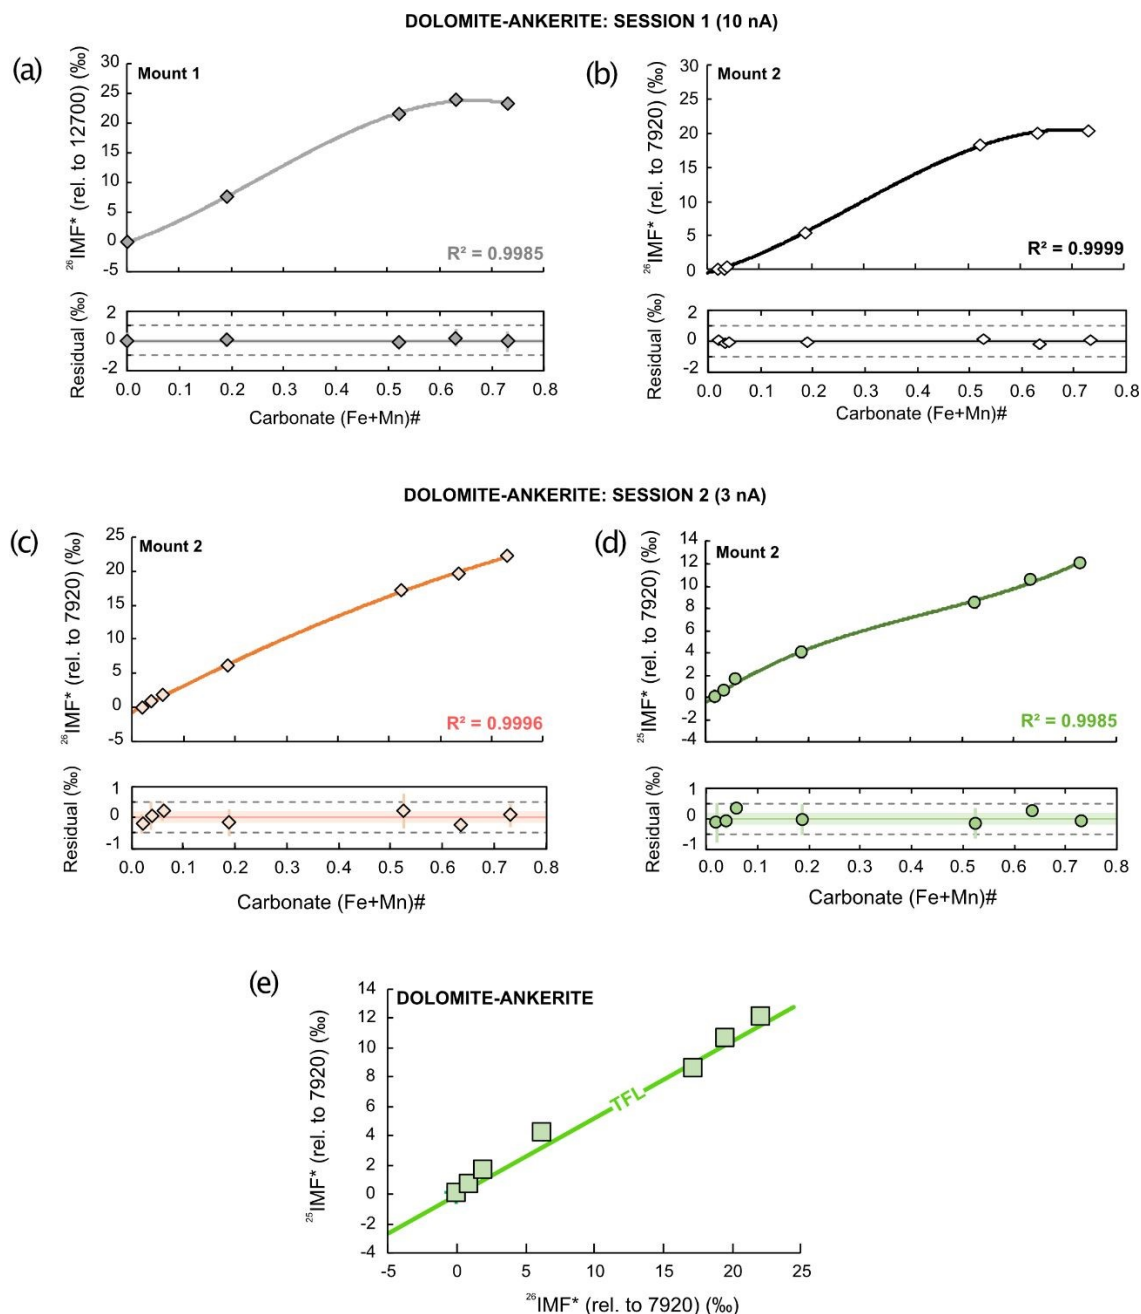 DOLOMITE-ANKERITE: SESSION 1 (10 nA)
(a)
Mount 1
²⁶IMF* (rel. to 12700) (‰)
30
25
20
15
10
5
0
-5
R² = 0.9985
Residual (‰)
2
0
-2
0.0 0.1 0.2 0.3 0.4 0.5 0.6 0.7 0.8
Carbonate (Fe+Mn)#
(b)
Mount 2
²⁶IMF* (rel. to 7920) (‰)
30
25
20
15
10
5
0
R² = 0.9999
Residual (‰)
2
0
-2
0.0 0.1 0.2 0.3 0.4 0.5 0.6 0.7 0.8
Carbonate (Fe+Mn)#
DOLOMITE-ANKERITE: SESSION 2 (3 nA)
(c)
Mount 2
²⁶IMF* (rel. to 7920) (‰)
25
20
15
10
5
0
-5
R² = 0.9996
Residual (‰)
1
0
-1
0.0 0.1 0.2 0.3 0.4 0.5 0.6 0.7 0.8
Carbonate (Fe+Mn)#
(d)
Mount 2
²⁵IMF* (rel. to 7920) (‰)
14
12
10
8
6
4
2
0
-2
-4
R² = 0.9985
Residual (‰)
1
0
-1
0.0 0.1 0.2 0.3 0.4 0.5 0.6 0.7 0.8
Carbonate (Fe+Mn)#
(e)
DOLOMITE-ANKERITE
²⁵IMF* (rel. to 7920) (‰)
14
12
10
8
6
4
2
0
-2
-4
TFL
-5 0 5 10 15 20 25
²⁶IMF* (rel. to 7920) (‰)